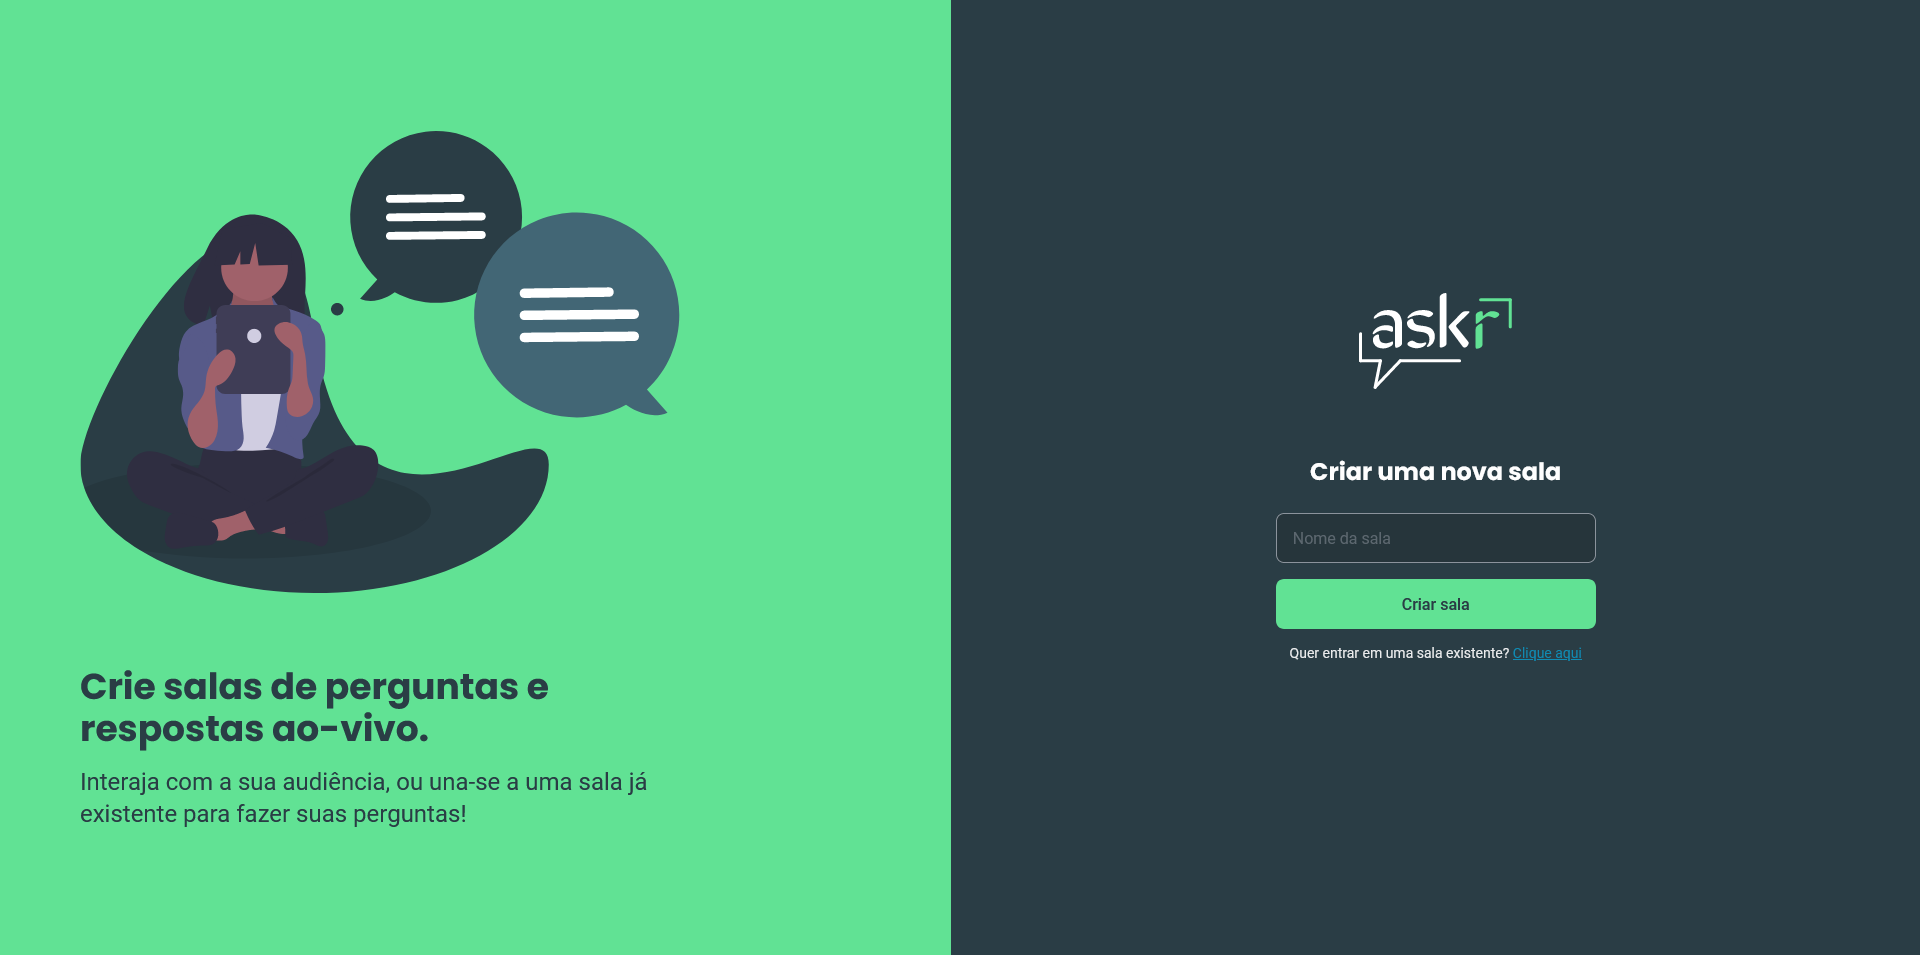 Crie salas de perguntas e
respostas ao-vivo.
Interaja com a sua audiência, ou una-se a uma sala já
existente para fazer suas perguntas!
askr
Criar uma nova sala
Nome da sala
Criar sala
Quer entrar em uma sala existente? Clique aqui